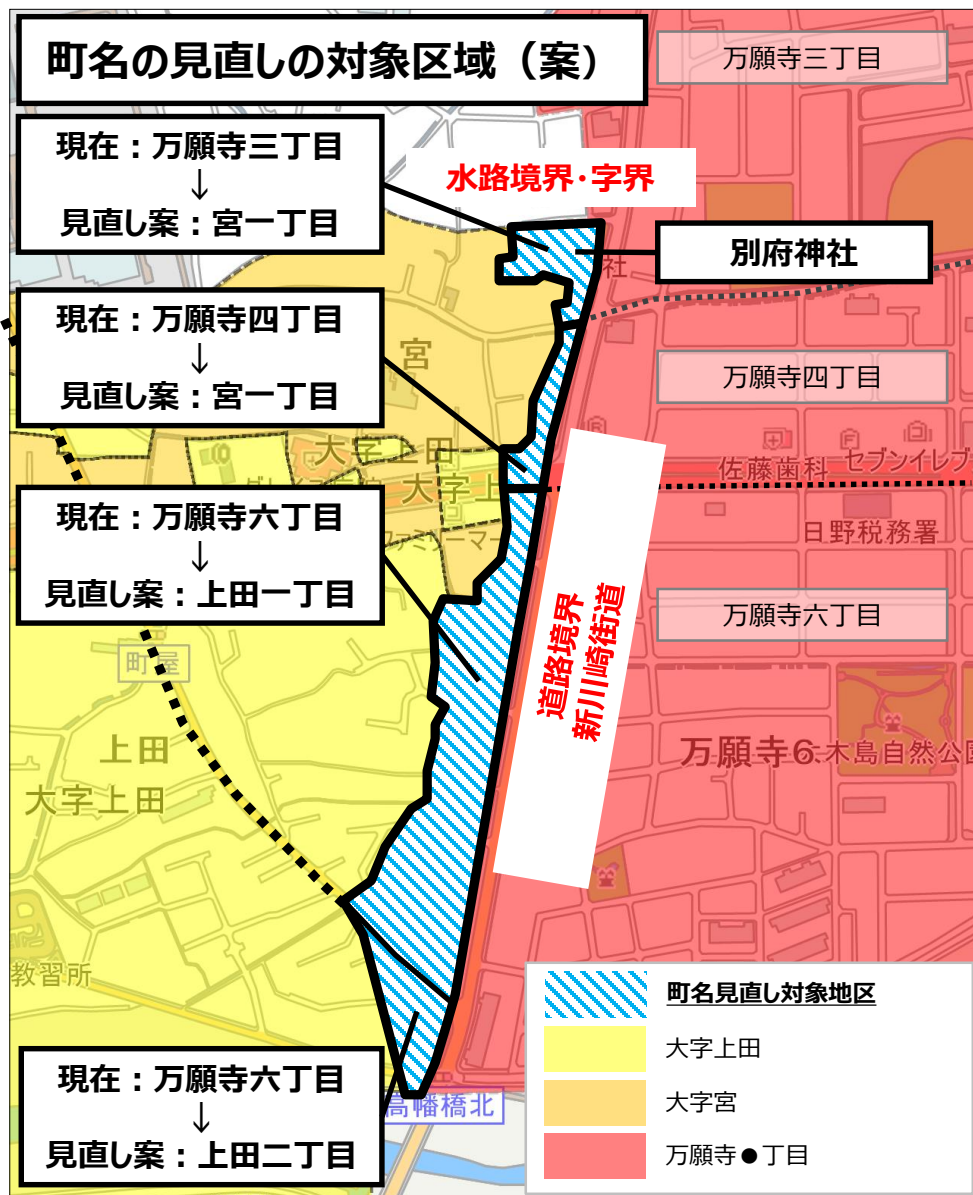 町名の見直しの対象区域（案）
万願寺三丁目
現在：万願寺三丁目
↓
見直し案：宮一丁目
水路境界・字界
別府神社
社
現在：万願寺四丁目
↓
見直し案：宮一丁目
宮
万願寺四丁目
大字上田
大字上
佐藤歯科
セブンイレブ
現在：万願寺六丁目
↓
見直し案：上田一丁目
ファミリーマー
日野税務署
道路境界
新川崎街道
万願寺六丁目
町屋
上田
大字上田
万願寺6
木島自然公園
教習所
現在：万願寺六丁目
↓
見直し案：上田二丁目
高幡橋北
町名見直し対象地区
大字上田
大字宮
万願寺●丁目